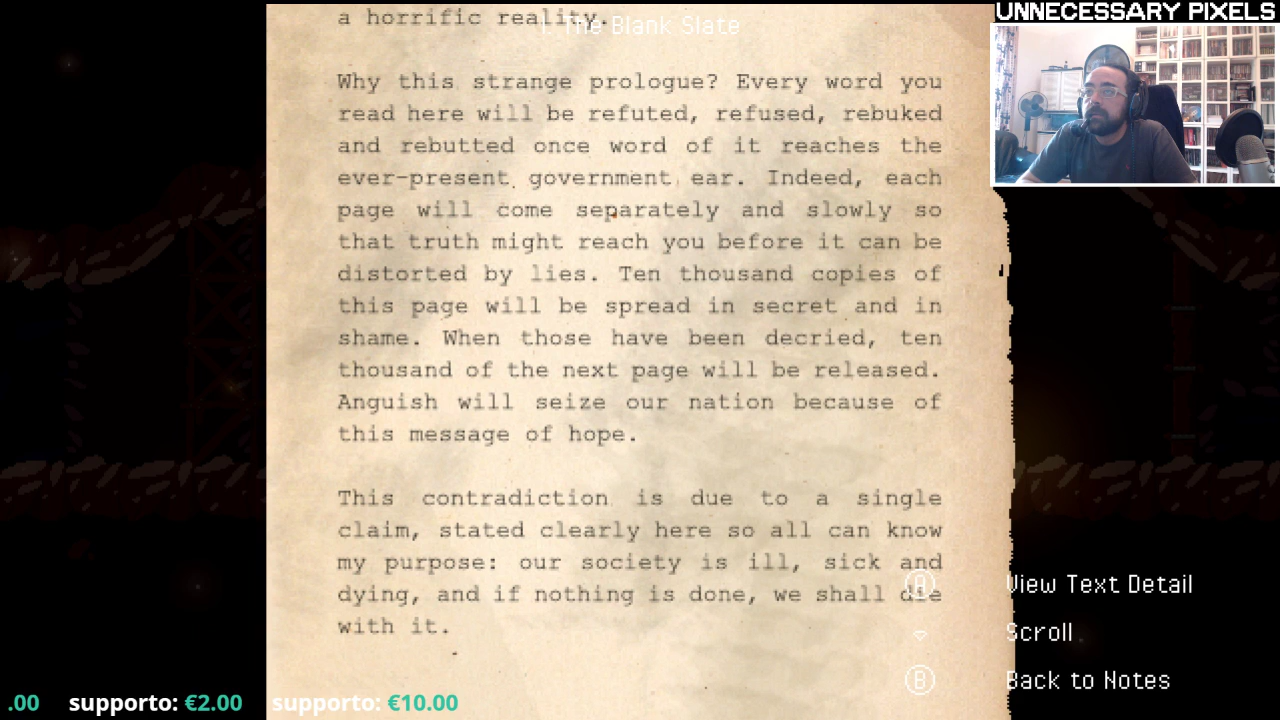 UNNECESSARY PIXELS
a horrific reality.
I. The Blank Slate
Why this strange prologue? Every word you
read here will be refuted, refused, rebuked
and rebutted once word of it reaches the
ever-present government ear. Indeed, each
page will come separately and slowly so
that truth might reach you before it can be
distorted by lies. Ten thousand copies of
this page will be spread in secret and in
shame. When those have been decried, ten
thousand of the next page will be released.
Anguish will seize our nation because of
this message of hope.
This contradiction is due to a single
claim, stated clearly here so all can know
my purpose: our society is ill, sick and
dying, and if nothing is done, we shall die
with it.
A View Text Detail
Scroll
B Back to Notes
.00 supporto: €2.00 supporto: €10.00